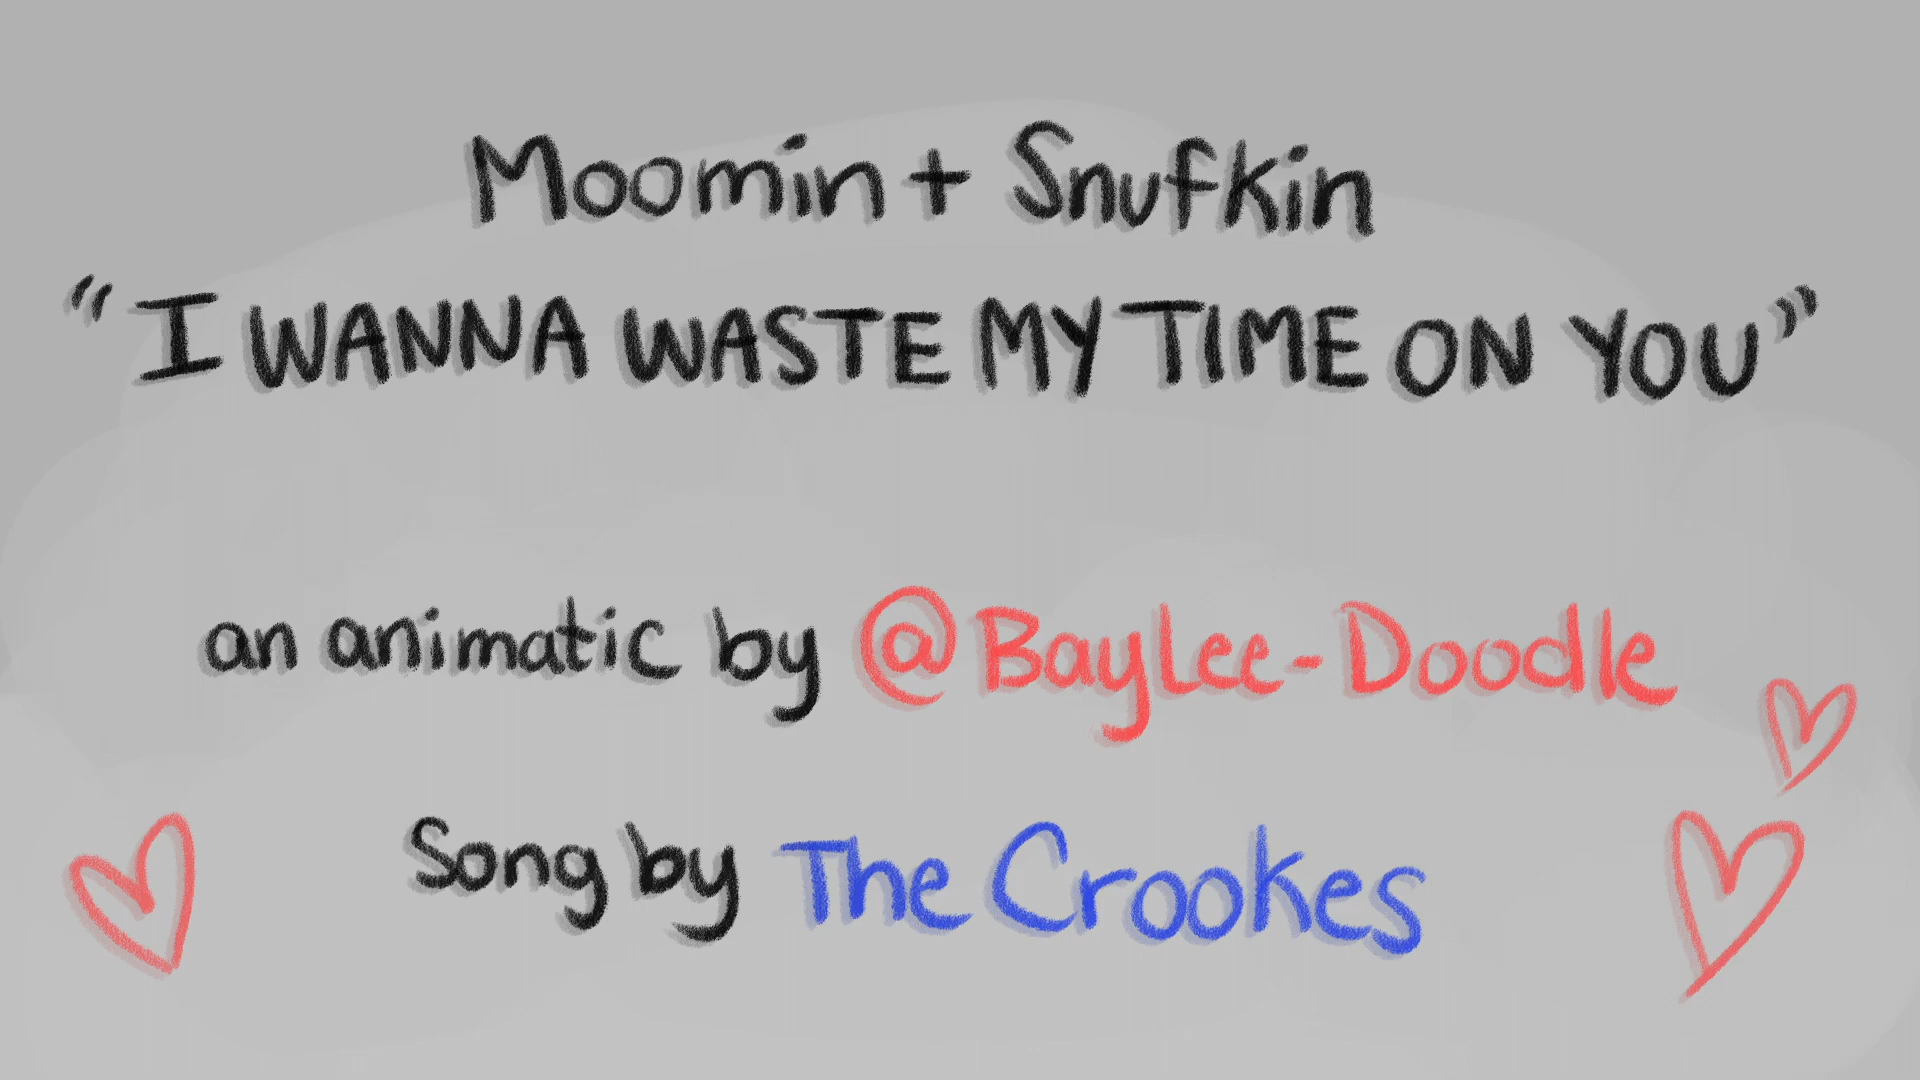 Moomin + Snufkin
"I WANNA WASTE MY TIME ON YOU"
an animatic by @Baylee-Doodle
Song by The Crookes